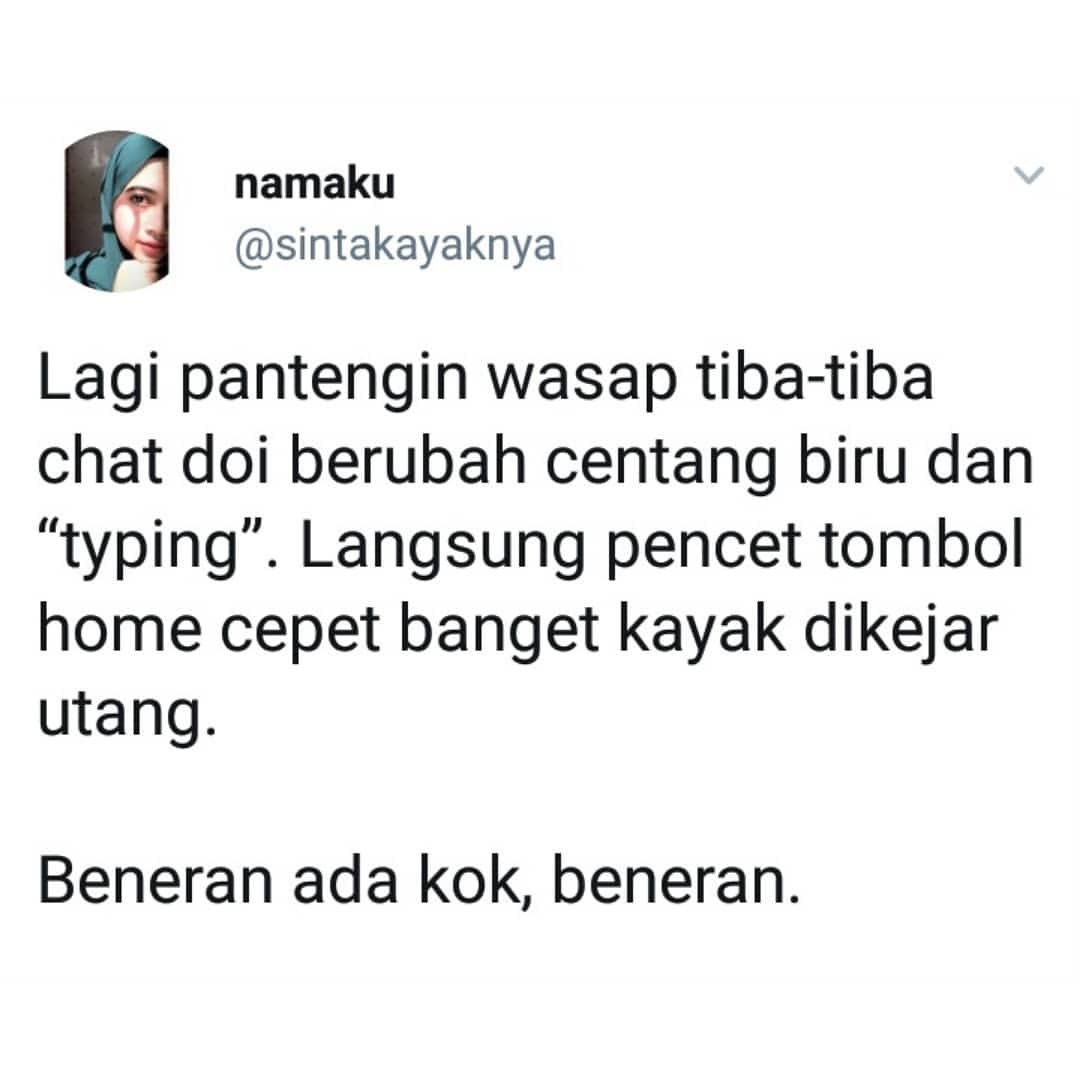 namaku
@sintakayaknya
Lagi pantengin wasap tiba-tiba
chat doi berubah centang biru dan
“typing”. Langsung pencet tombol
home cepet banget kayak dikejar
utang.
Beneran ada kok, beneran.